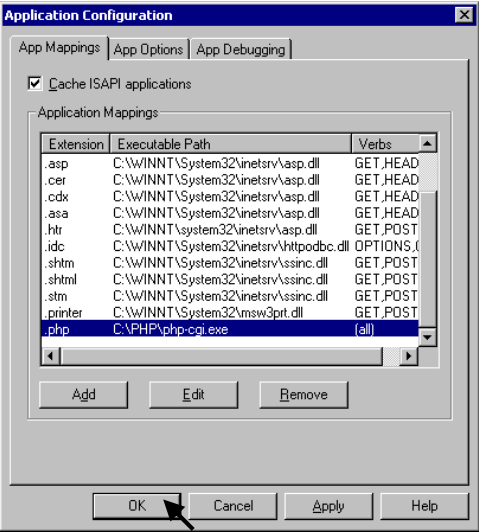 Application Configuration
App Mappings App Options App Debugging
Cache ISAPI applications
Application Mappings
Extension Executable Path Verbs
.asp C:\WINNT\System32\inetsrv\asp.dll GET,HEAD
.cer C:\WINNT\System32\inetsrv\asp.dll GET,HEAD
.cdx C:\WINNT\System32\inetsrv\asp.dll GET,HEAD
.asa C:\WINNT\System32\inetsrv\asp.dll GET,HEAD
.htr C:\WINNT\system32\inetsrv\asp.dll GET,POST
.idc C:\WINNT\System32\inetsrv\httpodbc.dll OPTIONS,
.shtm C:\WINNT\System32\inetsrv\ssinc.dll GET,POST
.shtml C:\WINNT\System32\inetsrv\ssinc.dll GET,POST
.stm C:\WINNT\System32\inetsrv\ssinc.dll GET,POST
.printer C:\WINNT\System32\msw3prt.dll GET,POST
.php C:\PHP\php-cgi.exe (all)
Add Edit Remove
OK Cancel Apply Help